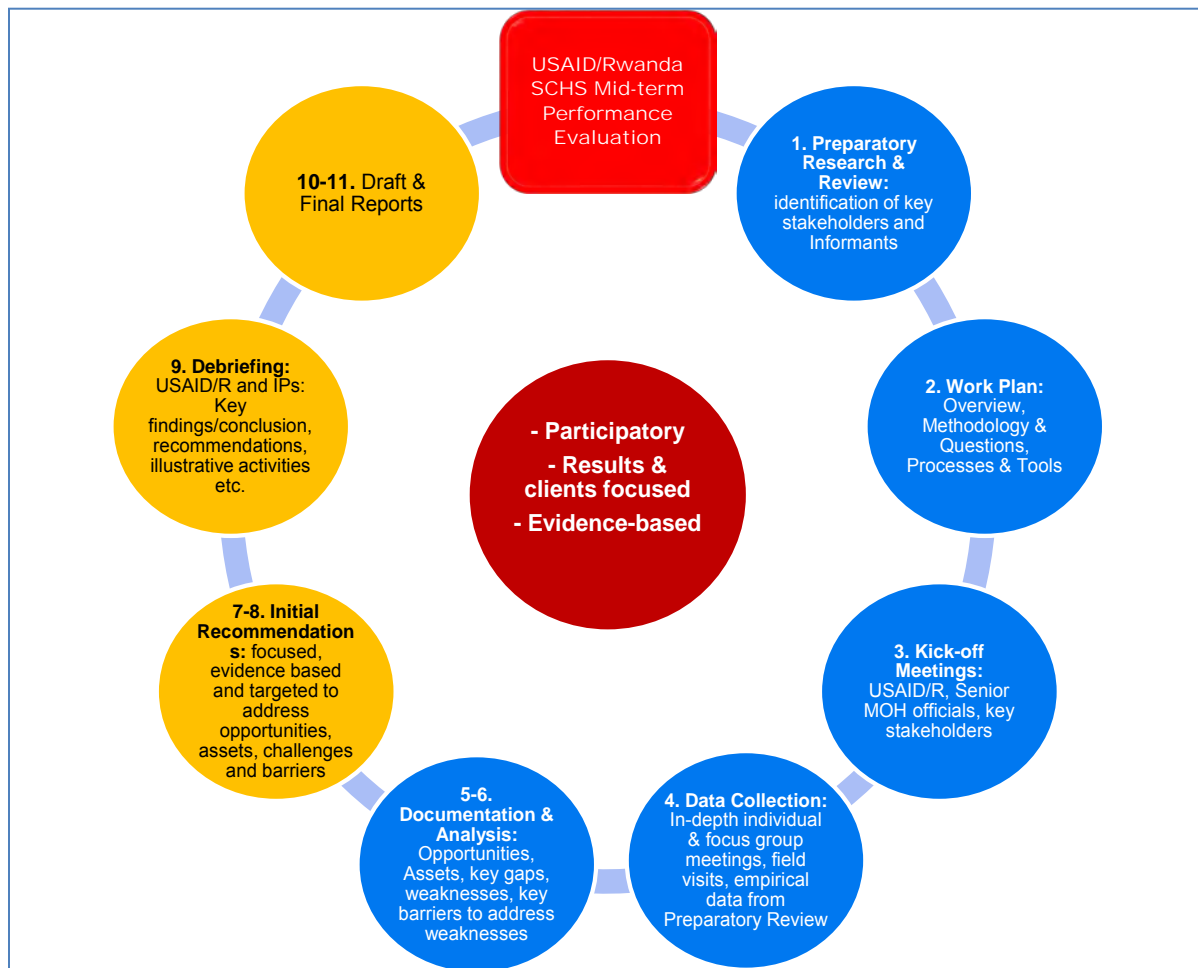 USAID/Rwanda
SCHS Mid-term
Performance
Evaluation
1. Preparatory
Research &
Review:
identification of key
stakeholders and
Informants
2. Work Plan:
Overview,
Methodology &
Questions,
Processes & Tools
3. Kick-off
Meetings:
USAID/R, Senior
MOH officials, key
stakeholders
4. Data Collection:
In-depth individual
& focus group
meetings, field
visits, empirical
data from
Preparatory Review
5-6.
Documentation &
Analysis:
Opportunities,
Assets, key gaps,
weaknesses, key
barriers to address
weaknesses
7-8. Initial
Recommendation
s: focused,
evidence based
and targeted to
address
opportunities,
assets, challenges
and barriers
9. Debriefing:
USAID/R and IPs:
Key
findings/conclusion,
recommendations,
illustrative activities
etc.
10-11. Draft &
Final Reports
- Participatory
- Results &
clients focused
- Evidence-based